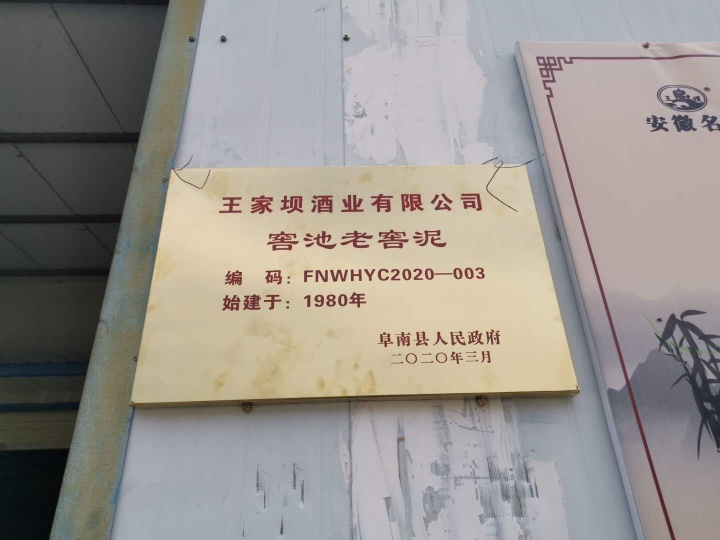 王家坝酒业有限公司
窖池老窖泥
编 码：FNWHYC2020—003
始建于：1980年
阜南县人民政府
二〇二〇年三月
®
安徽名